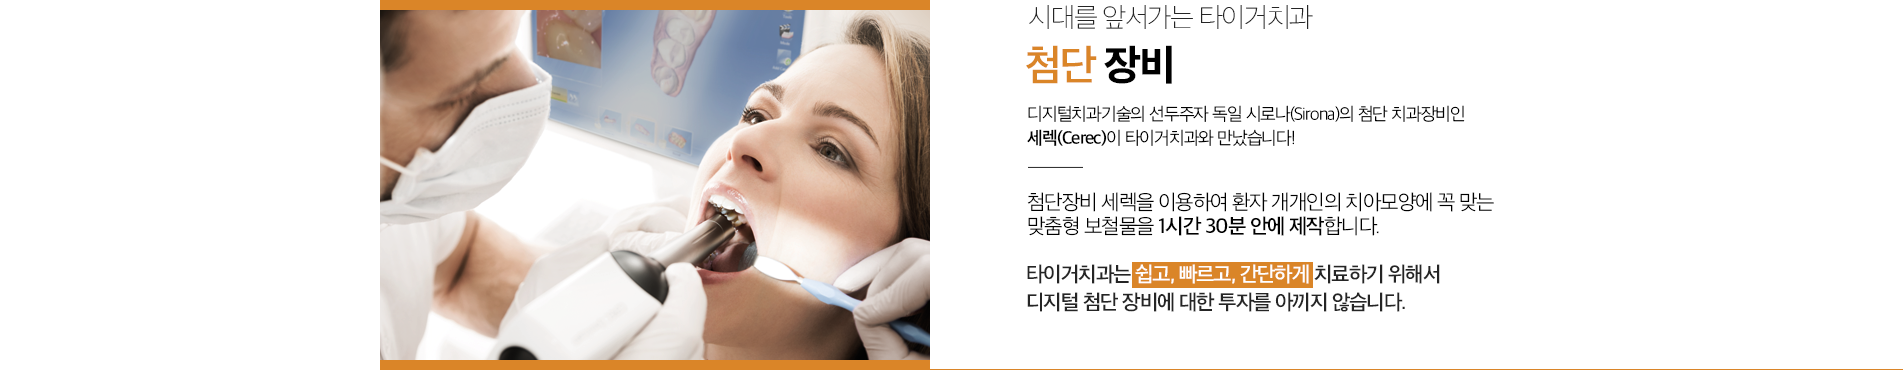 시대를 앞서가는 타이거치과
첨단 장비
디지털치과기술의 선두주자 독일 시로나(Sirona)의 첨단 치과장비인
세렉(Cerec)이 타이거치과와 만났습니다!
첨단장비 세렉을 이용하여 환자 개개인의 치아모양에 꼭 맞는
맞춤형 보철물을 1시간 30분 안에 제작합니다.
타이거치과는 쉽고, 빠르고, 간단하게 치료하기 위해서
디지털 첨단 장비에 대한 투자를 아끼지 않습니다.